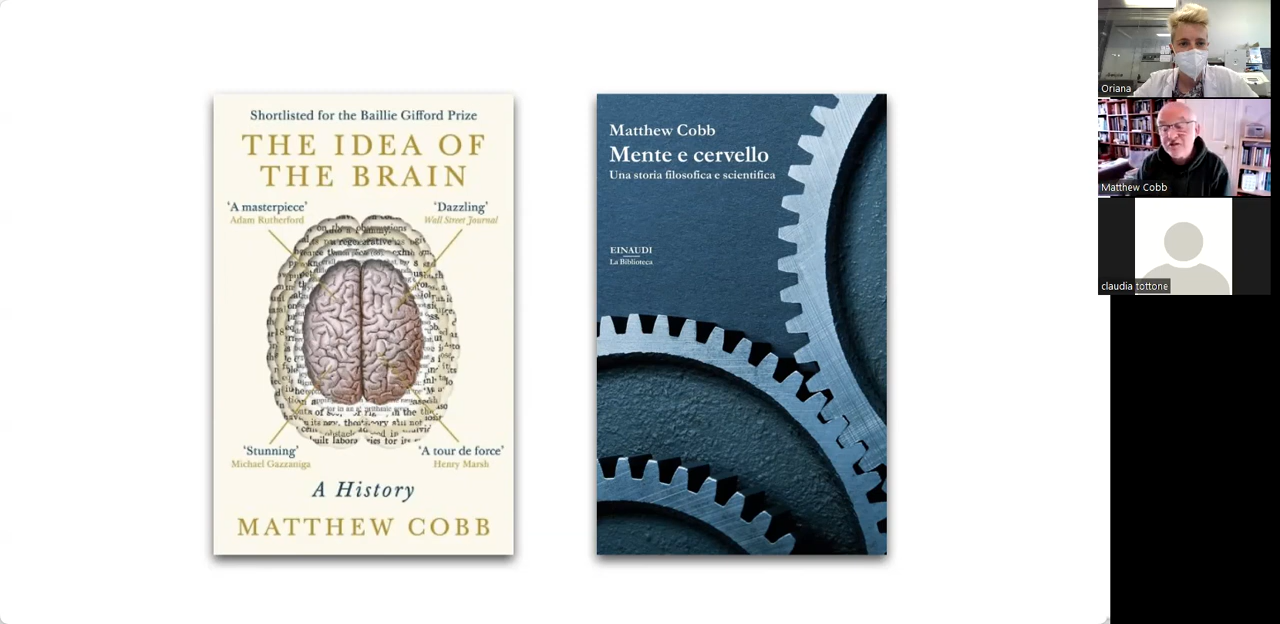 Shortlisted for the Baillie Gifford Prize
THE IDEA OF
THE BRAIN
'A masterpiece'
Adam Rutherford
'Dazzling'
Wall Street Journal
'Stunning'
Michael Gazzaniga
'A tour de force'
Henry Marsh
A History
MATTHEW COBB
Matthew Cobb
Mente e cervello
Una storia filosofica e scientifica
EINAUDI
La Biblioteca
Oriana
Matthew Cobb
claudia tottone